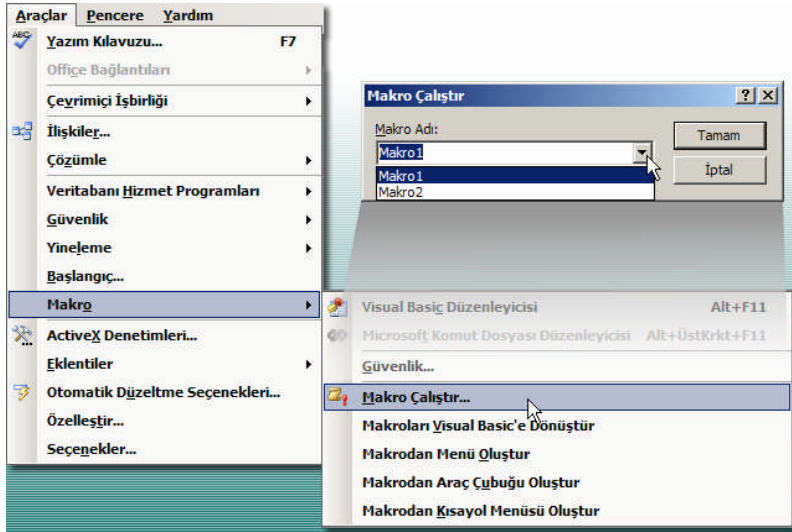 Araçlar Pencere Yardım
Yazım Kılavuzu... F7
Office Bağlantıları
Çevrimiçi İşbirliği
İlişkiler...
Çözümle
Veritabanı Hizmet Programları
Güvenlik
Yineleme
Başlangıç...
Makro
ActiveX Denetimleri...
Eklentiler
Otomatik Düzeltme Seçenekleri...
Özelleştir...
Seçenekler...
Makro Çalıştır
Makro Adı:
Makro1
Makro1
Makro2
Tamam
İptal
Visual Basic Düzenleyicisi Alt+F11
Microsoft Komut Dosyası Düzenleyicisi Alt+ÜstKrkt+F11
Güvenlik...
Makro Çalıştır...
Makroları Visual Basic'e Dönüştür
Makrodan Menü Oluştur
Makrodan Araç Çubuğu Oluştur
Makrodan Kısayol Menüsü Oluştur